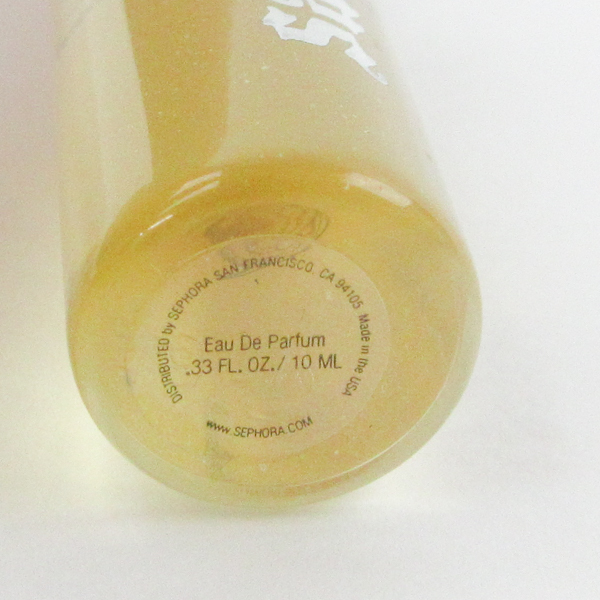 DISTRIBUTED by SEPHORA SAN FRANCISCO, CA 94105 Made in the USA
Eau De Parfum
.33 FL. OZ./ 10 ML
www.SEPHORA.COM